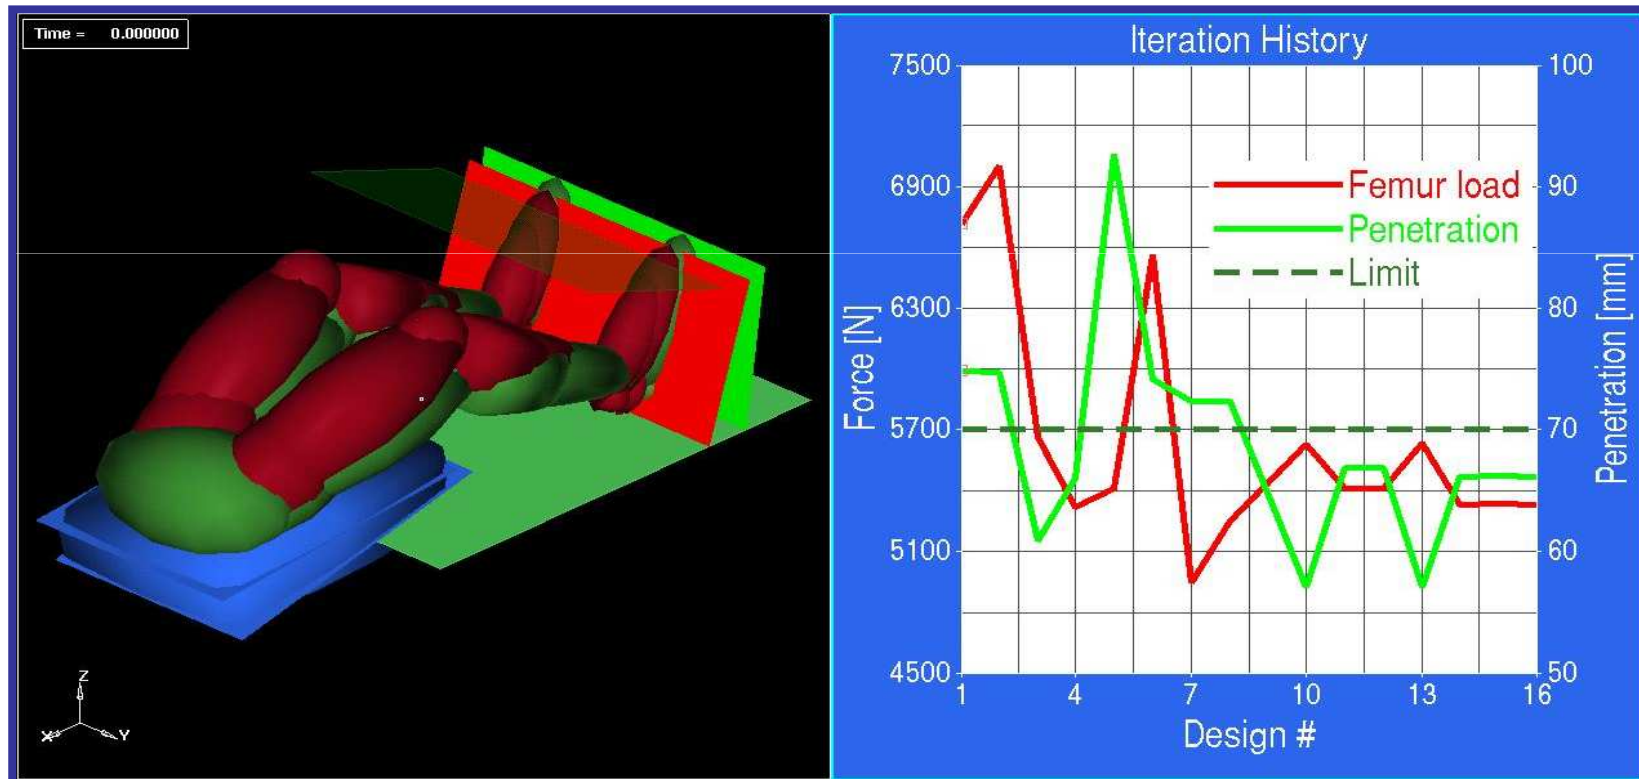 Time = 0.000000
Z
X
Y
Iteration History
7500
6900
6300
5700
5100
4500
Force [N]
100
90
80
70
60
50
Penetration [mm]
Femur load
Penetration
Limit
1 4 7 10 13 16
Design #